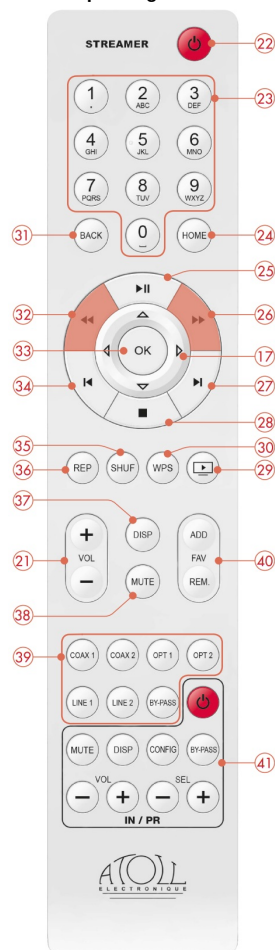 STREAMER
22
1 .
2 ABC
3 DEF
23
4 GHI
5 JKL
6 MNO
7 PQRS
8 TUV
9 WXYZ
31
BACK
0
HOME
24
25
32
26
33
OK
17
34
27
28
35
30
36
REP
SHUF
WPS
29
37
+
DISP
ADD
21
VOL
FAV
40
−
MUTE
REM.
38
39
COAX 1
COAX 2
OPT 1
OPT 2
LINE 1
LINE 2
BY-PASS
MUTE
DISP
CONFIG
BY-PASS
41
VOL
SEL
−
+
−
+
IN / PR
ATOLL
ELECTRONIQUE